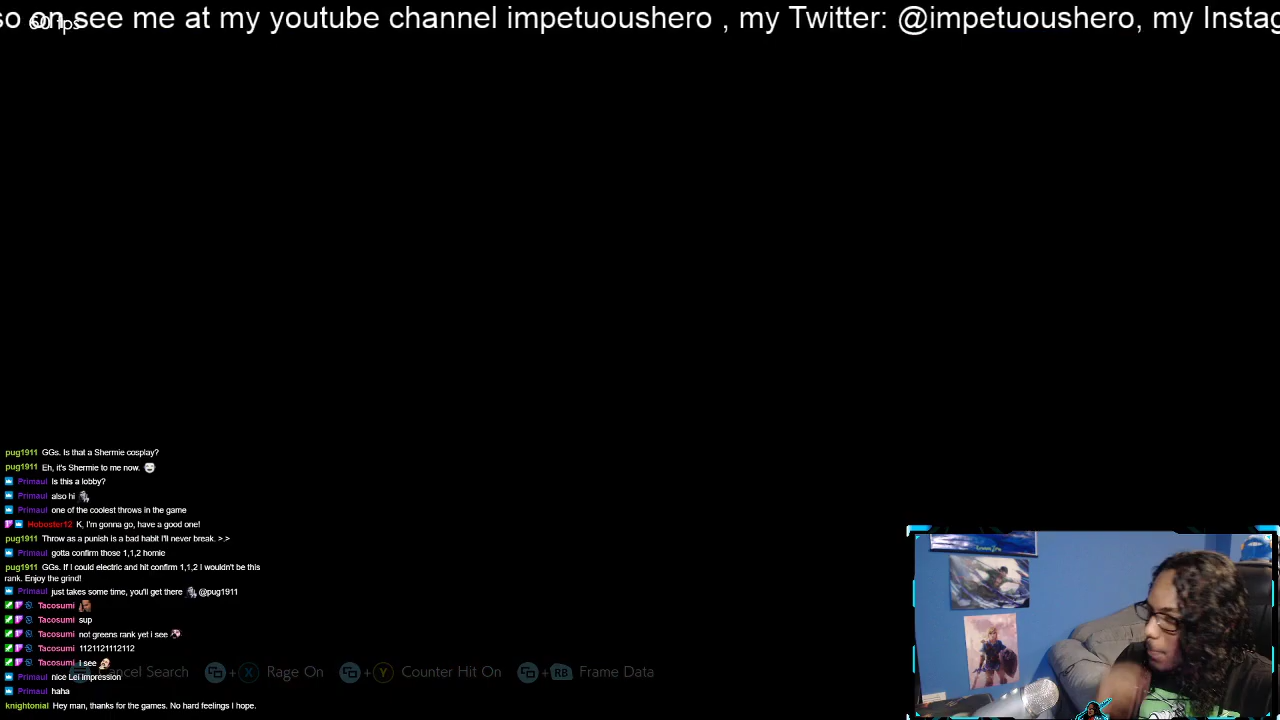 so on see me at my youtube channel impetuoushero , my Twitter: @impetuoushero, my Instag
60 fps
pug1911 GGs. Is that a Shermie cosplay?
pug1911 Eh, it's Shermie to me now.
Primaul Is this a lobby?
Primaul also hi
Primaul one of the coolest throws in the game
Hoboster12 K, I'm gonna go, have a good one!
pug1911 Throw as a punish is a bad habit I'll never break. >.>
Primaul gotta confirm those 1,1,2 homie
pug1911 GGs. If I could electric and hit confirm 1,1,2 I wouldn't be this
rank. Enjoy the grind!
Primaul just takes some time, you'll get there @pug1911
Tacosumi
Tacosumi sup
Tacosumi not greens rank yet i see
Tacosumi 1121121112112
Tacosumi I see
Cancel Search + X Rage On + Y Counter Hit On + RB Frame Data
Primaul nice Lei impression
Primaul haha
knightonial Hey man, thanks for the games. No hard feelings I hope.